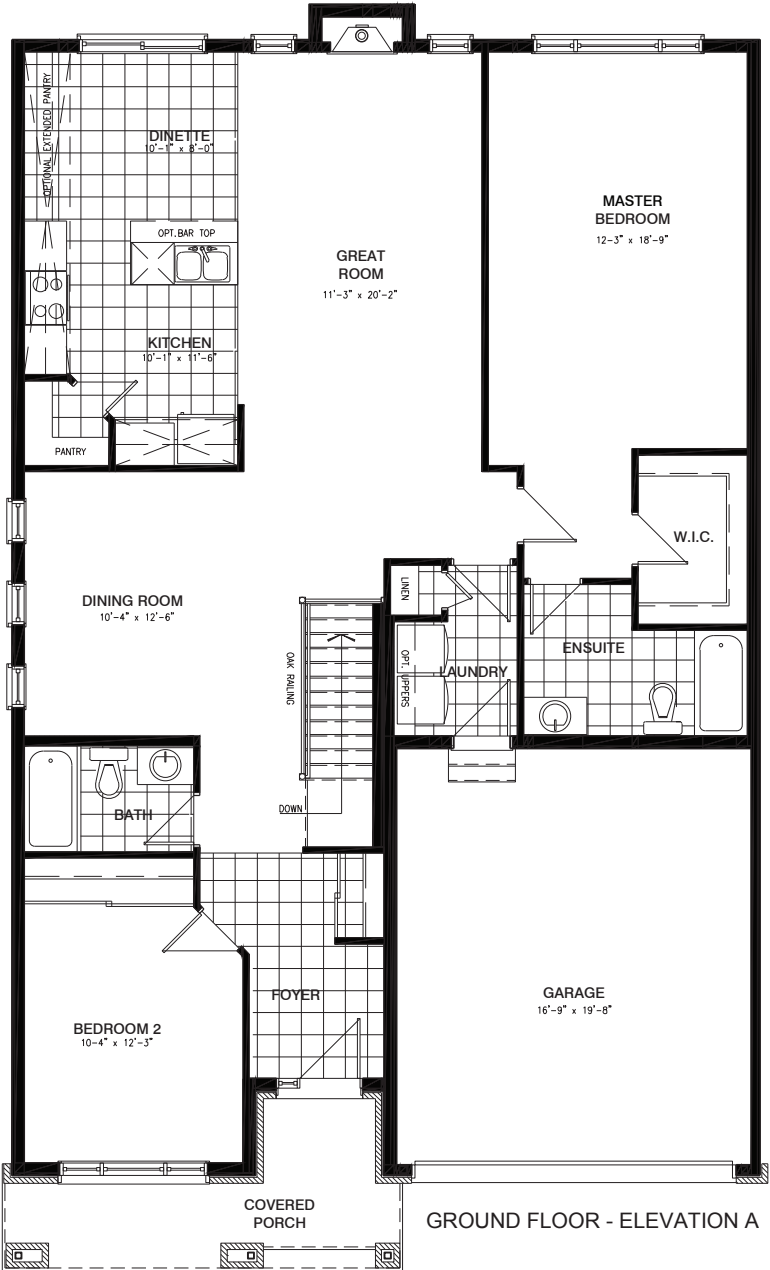 OPTIONAL EXTENDED PANTRY
DINETTE
10'-1" x 8'-0"
MASTER
BEDROOM
12-3" x 18'-9"
OPT.BAR TOP
GREAT
ROOM
11'-3" x 20'-2"
KITCHEN
10'-1" x 11'-6"
PANTRY
W.I.C.
LINEN
DINING ROOM
10'-4" x 12'-6"
OAK RAILING
OPT. UPPERS
LAUNDRY
ENSUITE
DOWN
BATH
FOYER
GARAGE
16'-9" x 19'-8"
BEDROOM 2
10-4" x 12'-3"
COVERED
PORCH
GROUND FLOOR - ELEVATION A